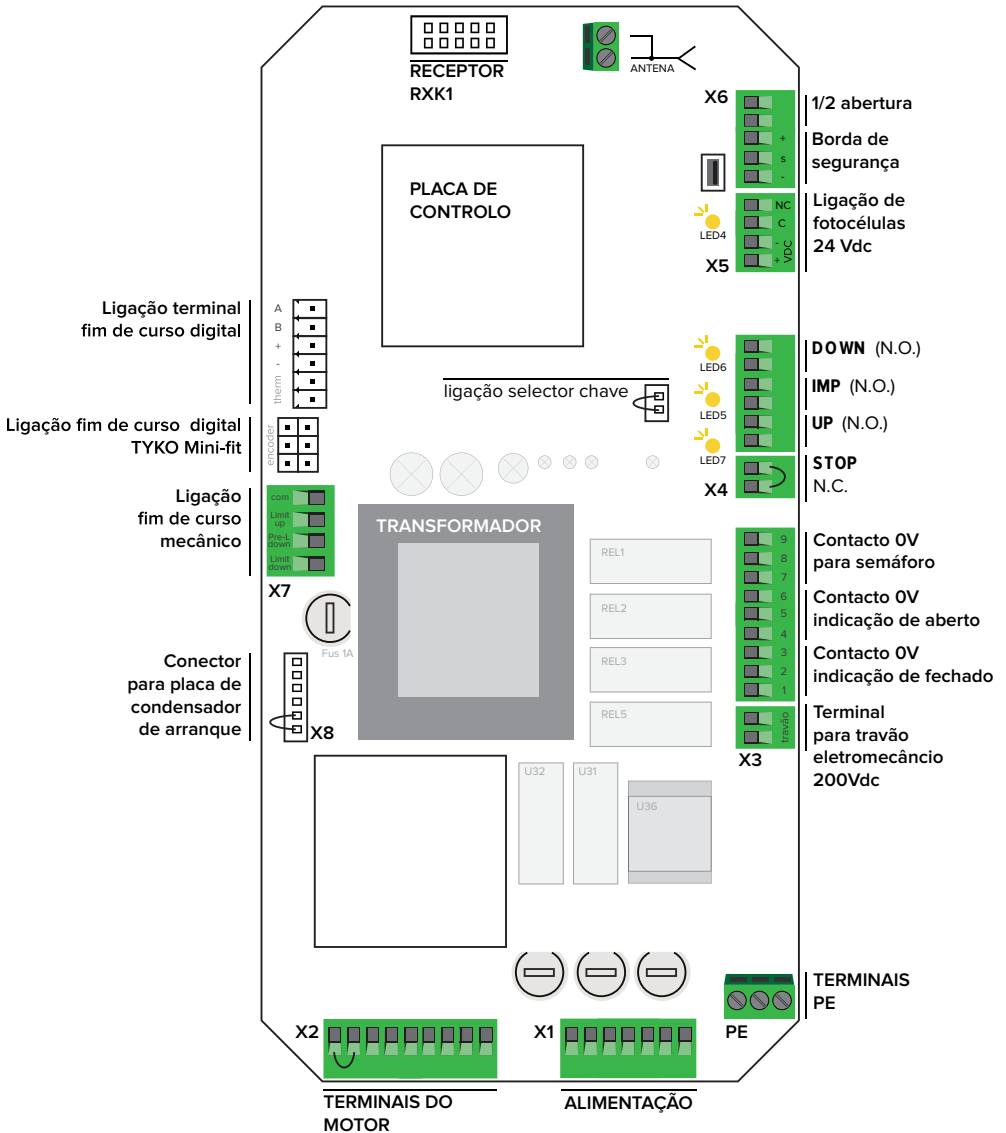 RECEPTOR
RXK1
ANTENA
X6
1/2 abertura
Borda de
segurança
+
s
-
PLACA DE
CONTROLO
LED4
X5
NC
C
-
+
VDC
Ligação de
fotocélulas
24 Vdc
Ligação terminal
fim de curso digital
A
B
+
-
therm
Ligação fim de curso digital
TYKO Mini-fit
encoder
ligação selector chave
LED6
LED5
LED7
X4
DOWN (N.O.)
IMP (N.O.)
UP (N.O.)
STOP
N.C.
Ligação
fim de curso
mecânico
com
Limit
up
Pre-L
down
Limit
down
X7
Fus 1A
TRANSFORMADOR
REL1
REL2
REL3
REL5
9
8
7
6
5
4
3
2
1
Contacto 0V
para semáforo
Contacto 0V
indicação de aberto
Contacto 0V
indicação de fechado
travão
X3
Terminal
para travão
eletromecâncio
200Vdc
Conector
para placa de
condensador
de arranque
X8
U32
U31
U36
TERMINAIS
PE
PE
X2
X1
TERMINAIS DO
MOTOR
ALIMENTAÇÃO